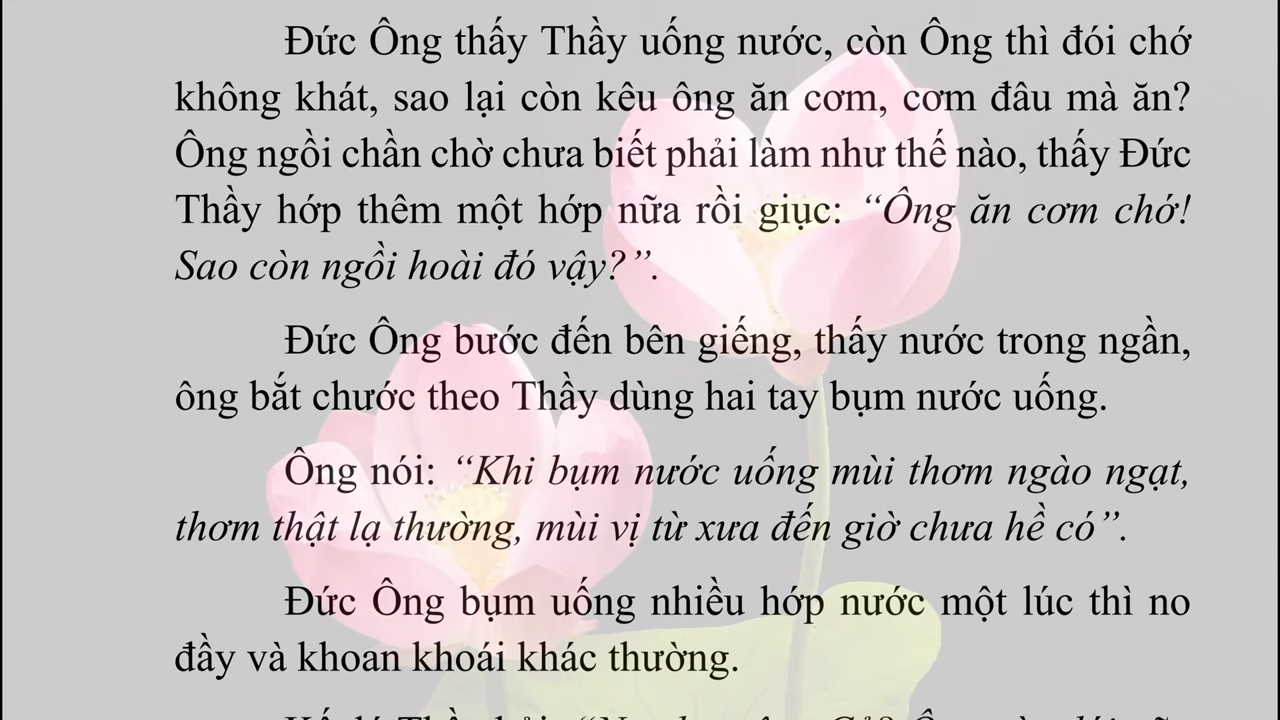 Đức Ông thấy Thầy uống nước, còn Ông thì đói chớ
không khát, sao lại còn kêu ông ăn cơm, cơm đâu mà ăn?
Ông ngồi chần chờ chưa biết phải làm như thế nào, thấy Đức
Thầy hớp thêm một hớp nữa rồi giục: “Ông ăn cơm chớ!
Sao còn ngồi hoài đó vậy?”.
Đức Ông bước đến bên giếng, thấy nước trong ngần,
ông bắt chước theo Thầy dùng hai tay bụm nước uống.
Ông nói: “Khi bụm nước uống mùi thơm ngào ngạt,
thơm thật lạ thường, mùi vị từ xưa đến giờ chưa hề có”.
Đức Ông bụm uống nhiều hớp nước một lúc thì no
đầy và khoan khoái khác thường.